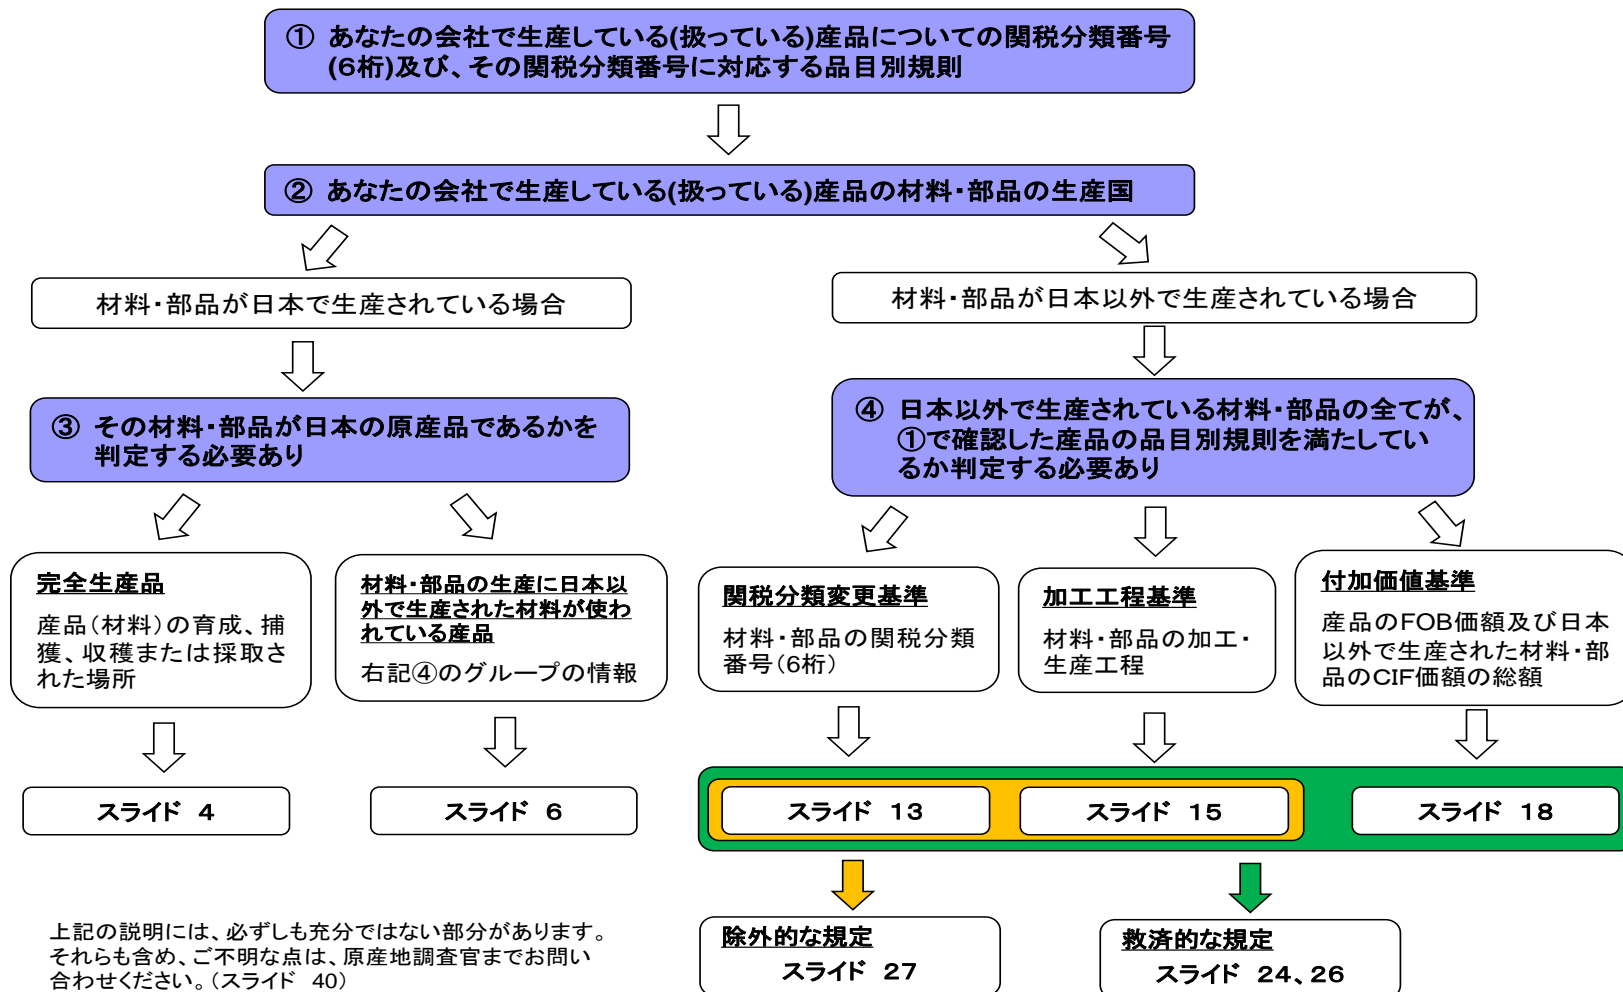 ① あなたの会社で生産している(扱っている)産品についての関税分類番号
(6桁)及び、その関税分類番号に対応する品目別規則
② あなたの会社で生産している(扱っている)産品の材料・部品の生産国
材料・部品が日本で生産されている場合
材料・部品が日本以外で生産されている場合
③ その材料・部品が日本の原産品であるかを
判定する必要あり
④ 日本以外で生産されている材料・部品の全てが、
①で確認した産品の品目別規則を満たしてい
るか判定する必要あり
完全生産品
産品(材料)の育成、捕
獲、収穫または採取さ
れた場所
材料・部品の生産に日本以
外で生産された材料が使わ
れている産品
右記④のグループの情報
関税分類変更基準
材料・部品の関税分類
番号(6桁)
加工工程基準
材料・部品の加工・
生産工程
付加価値基準
産品のFOB価額及び日本
以外で生産された材料・部
品のCIF価額の総額
スライド 4
スライド 6
スライド 13
スライド 15
スライド 18
除外的な規定
スライド 27
救済的な規定
スライド 24、26
上記の説明には、必ずしも充分ではない部分があります。
それらも含め、ご不明な点は、原産地調査官までお問い
合わせください。(スライド 40)